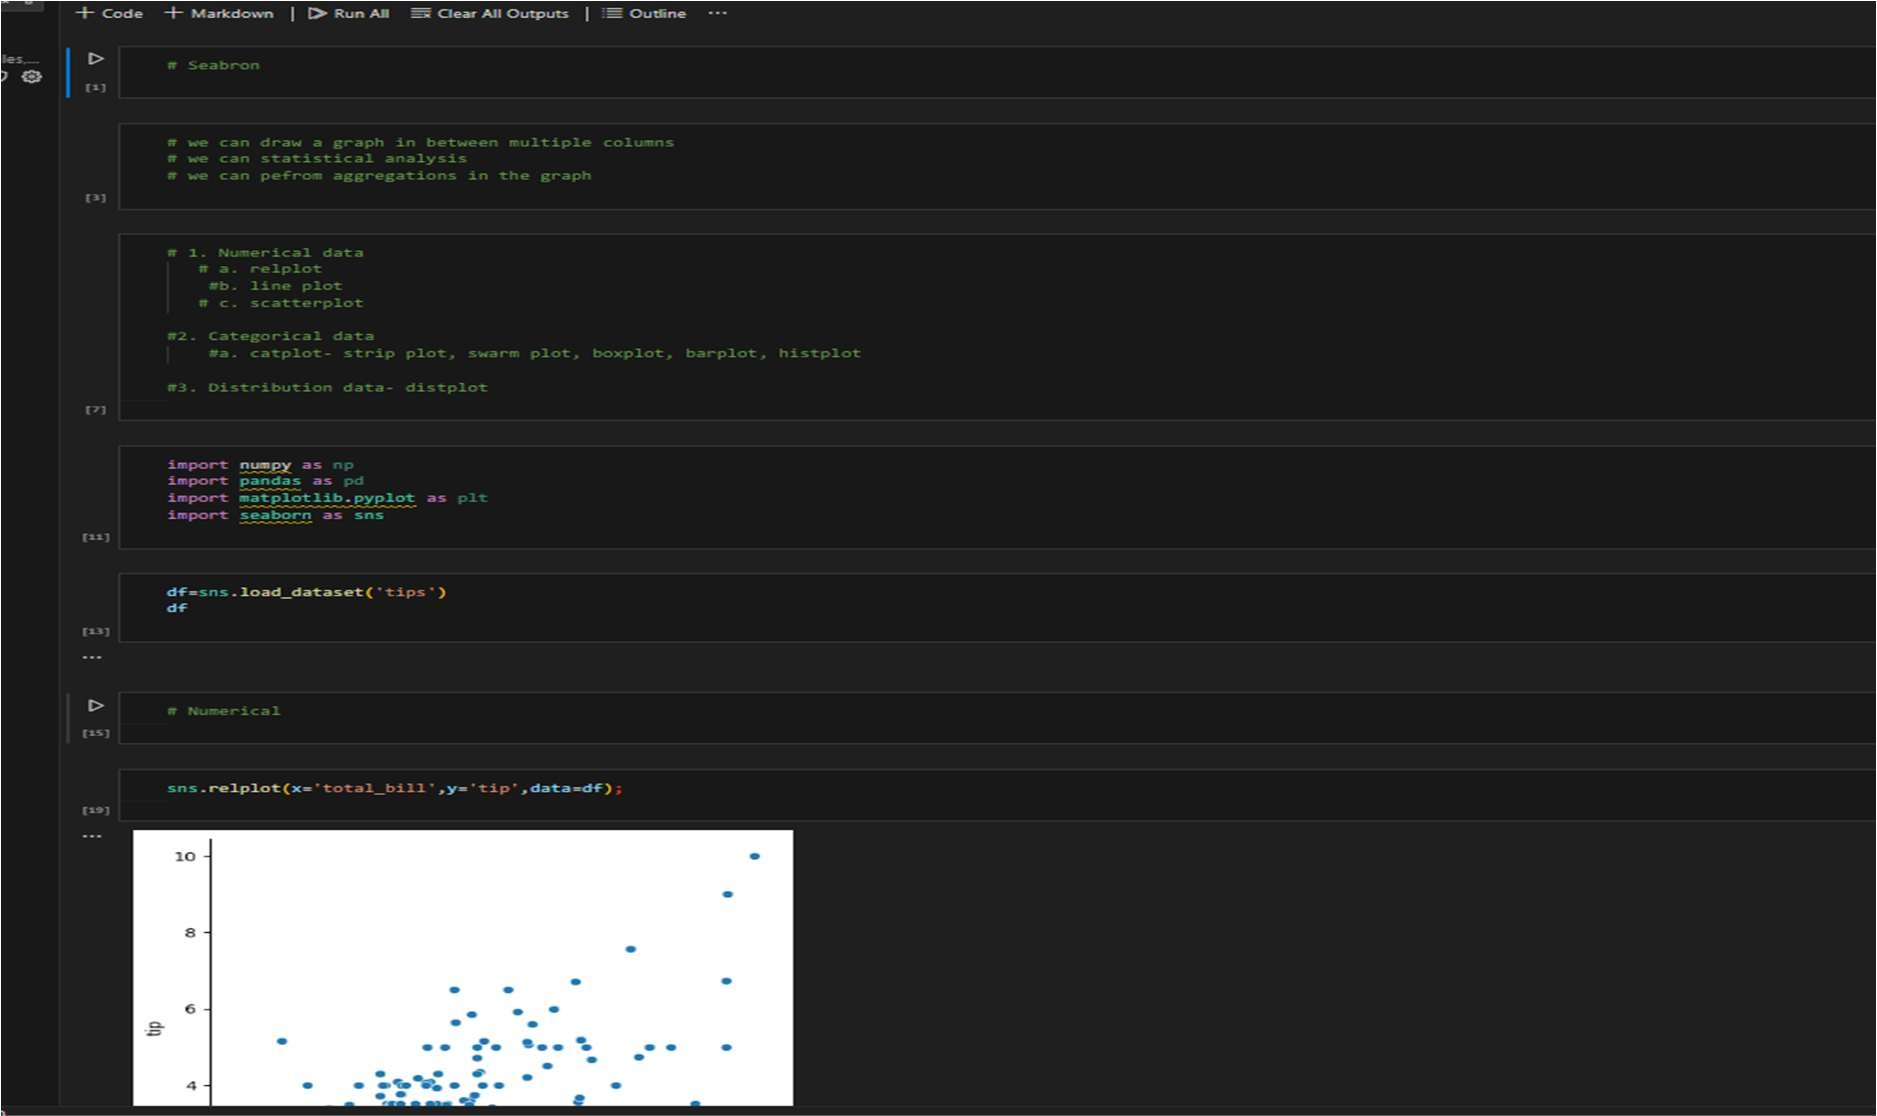 Code Markdown | Run All Clear All Outputs | Outline ...
les,...
# Seabron
[1]
# we can draw a graph in between multiple columns
# we can statistical analysis
# we can pefrom aggregations in the graph
[3]
# 1. Numerical data
# a. relplot
#b. line plot
# c. scatterplot
#2. Categorical data
#a. catplot- strip plot, swarm plot, boxplot, barplot, histplot
#3. Distribution data- distplot
[7]
import numpy as np
import pandas as pd
import matplotlib.pyplot as plt
import seaborn as sns
[11]
df=sns.load_dataset('tips')
df
[13]
...
# Numerical
[15]
sns.relplot(x='total_bill',y='tip',data=df);
[19]
...
10
8
6
tip
4